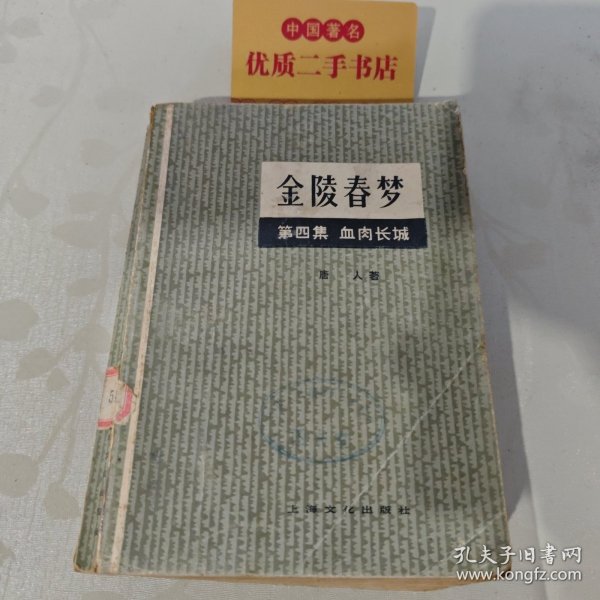 中国著名
优质二手书店
金陵春梦
第四集 血肉长城
唐 人 著
上海文化出版社
孔夫子旧书网
www.kongfz.com